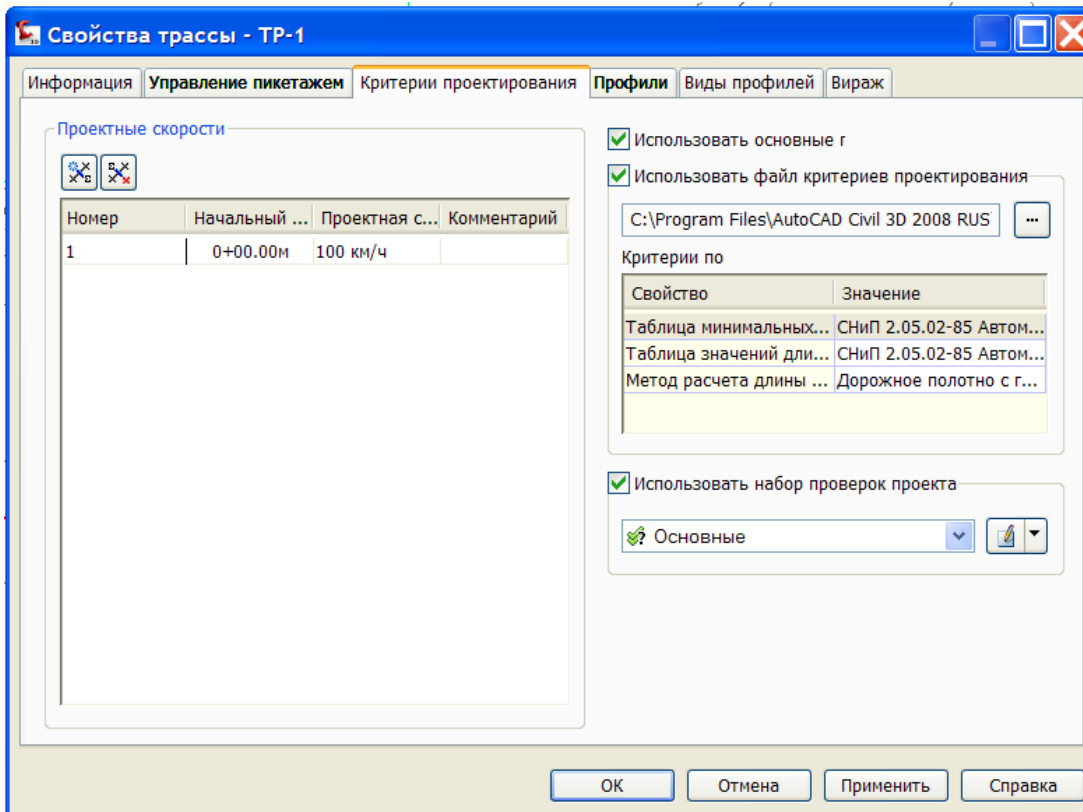 Свойства трассы - ТР-1
Информация Управление пикетажем Критерии проектирования Профили Виды профилей Вираж
Проектные скорости
Номер Начальный ... Проектная с... Комментарий
1 0+00.00м 100 км/ч
Использовать основные г
Использовать файл критериев проектирования
C:\Program Files\AutoCAD Civil 3D 2008 RUS
...
Критерии по
Свойство Значение
Таблица минимальных... СНиП 2.05.02-85 Автом...
Таблица значений дли... СНиП 2.05.02-85 Автом...
Метод расчета длины ... Дорожное полотно с г...
Использовать набор проверок проекта
Основные
ОК Отмена Применить Справка